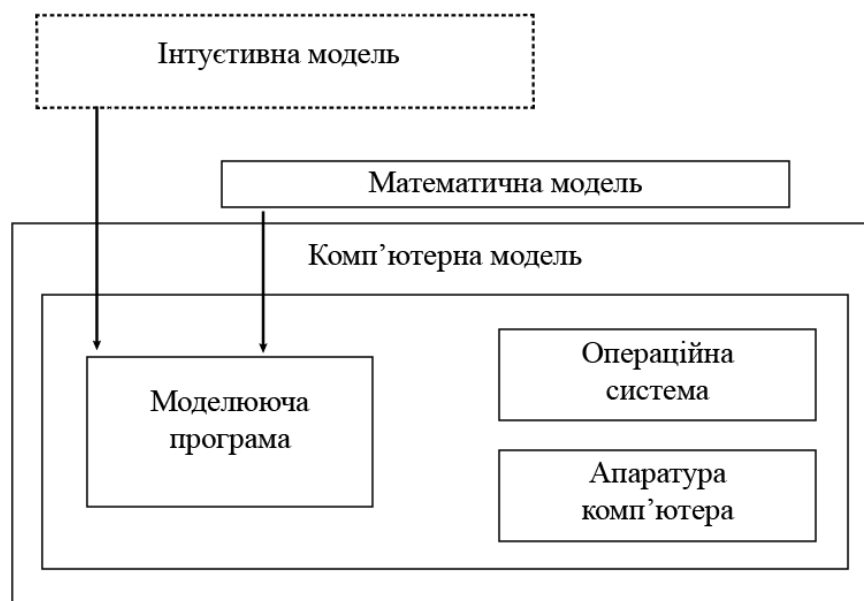 Інтуєтивна модель
Математична модель
Комп’ютерна модель
Моделююча
програма
Операційна
система
Апаратура
комп’ютера